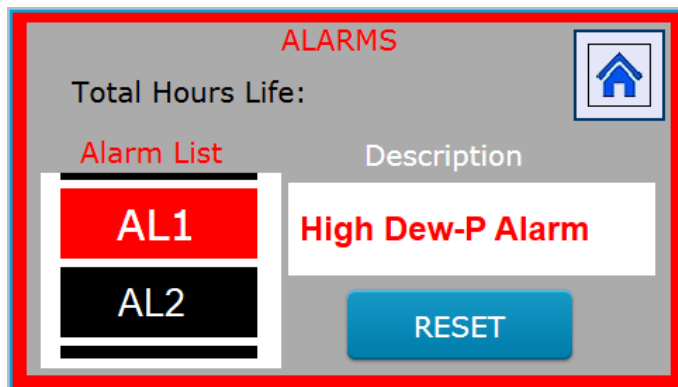 ALARMS
Total Hours Life:
Alarm List
Description
AL1
High Dew-P Alarm
AL2
RESET